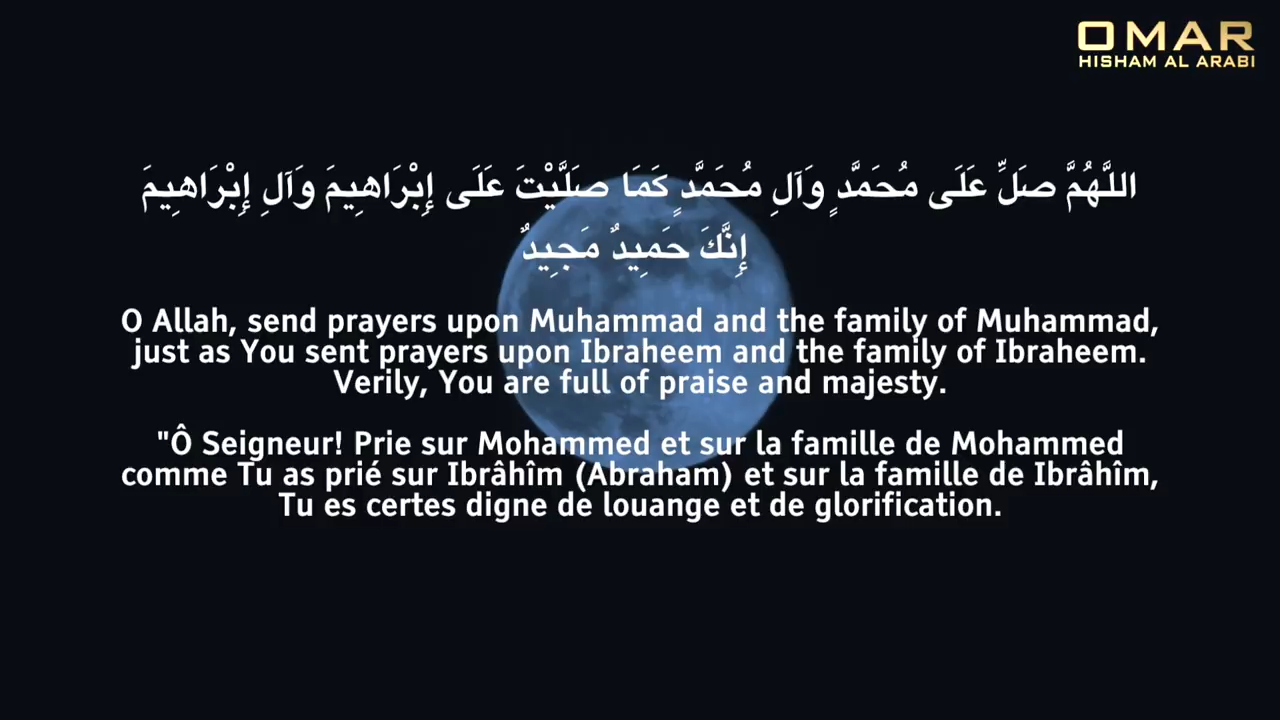 OMAR
HISHAM AL ARABI
اللَّهُمَّ صَلِّ عَلَى مُحَمَّدٍ وَآلِ مُحَمَّدٍ كَمَا صَلَّيْتَ عَلَى إِبْرَاهِيمَ وَآلِ إِبْرَاهِيمَ
إِنَّكَ حَمِيدٌ مَجِيدٌ
O Allah, send prayers upon Muhammad and the family of Muhammad,
just as You sent prayers upon Ibraheem and the family of Ibraheem.
Verily, You are full of praise and majesty.
"Ô Seigneur! Prie sur Mohammed et sur la famille de Mohammed
comme Tu as prié sur Ibrâhîm (Abraham) et sur la famille de Ibrâhîm,
Tu es certes digne de louange et de glorification.